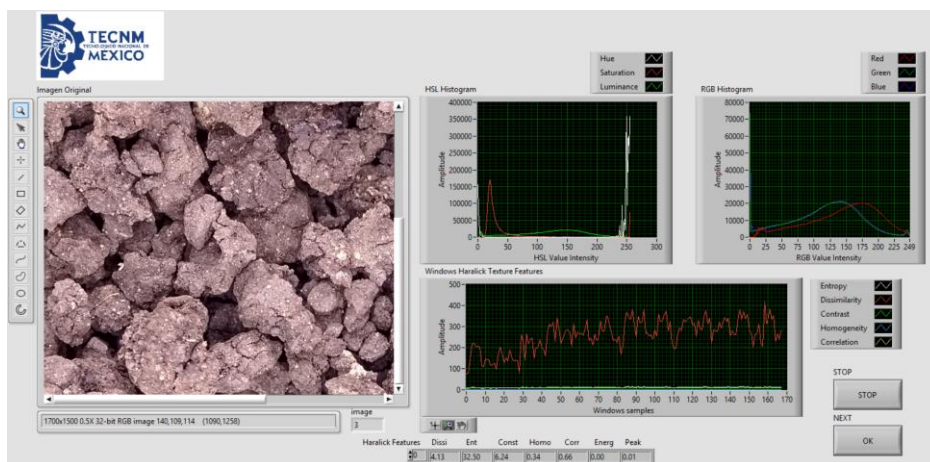 TECNM
TECNOLÓGICO NACIONAL DE
MÉXICO
Imagen Original
1700x1500 0.5X 32-bit RGB image 140,109,114 (1090,1258)
image
3
Hue
Saturation
Luminance
HSL Histogram
Amplitude
400000
350000
300000
250000
200000
150000
100000
50000
0
0 50 100 150 200 250 300
HSL Value Intensity
Red
Green
Blue
RGB Histogram
Amplitude
80000
70000
60000
50000
40000
30000
20000
10000
0
0 25 50 75 100 125 150 175 200 225 249
RGB Value Intensity
Windows Haralick Texture Features
Amplitude
500
400
300
200
100
0
0 10 20 30 40 50 60 70 80 90 100 110 120 130 140 150 160 170
Windows samples
Entropy
Dissimilarity
Contrast
Homogeneity
Correlation
STOP
STOP
NEXT
OK
Haralick Features Dissi Ent Const Homo Corr Energ Peak
0 4.13 32.50 6.24 0.34 0.66 0.00 0.01